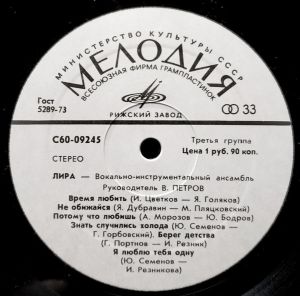 МИНИСТЕРСТВО КУЛЬТУРЫ СССР
МЕЛОДИЯ
ВСЕСОЮЗНАЯ ФИРМА ГРАМПЛАСТИНОК
Гост
5289-73
33
РИЖСКИЙ ЗАВОД
С60-09245
Третья группа
СТЕРЕО
Цена 1 руб. 90 коп.
ЛИРА — Вокально-инструментальный ансамбль
Руководитель В. ПЕТРОВ
Время любить (И. Цветков — Я. Голяков)
Не обижайся (Я. Дубравин — М. Пляцковский)
Потому что любишь (А. Морозов — Ю. Бодров)
Знать случились холода (Ю. Семенов —
Г. Горбовский). Берег детства
(Г. Портнов — И. Резник)
Я люблю тебя одну
(Ю. Семенов —
И. Резникова)